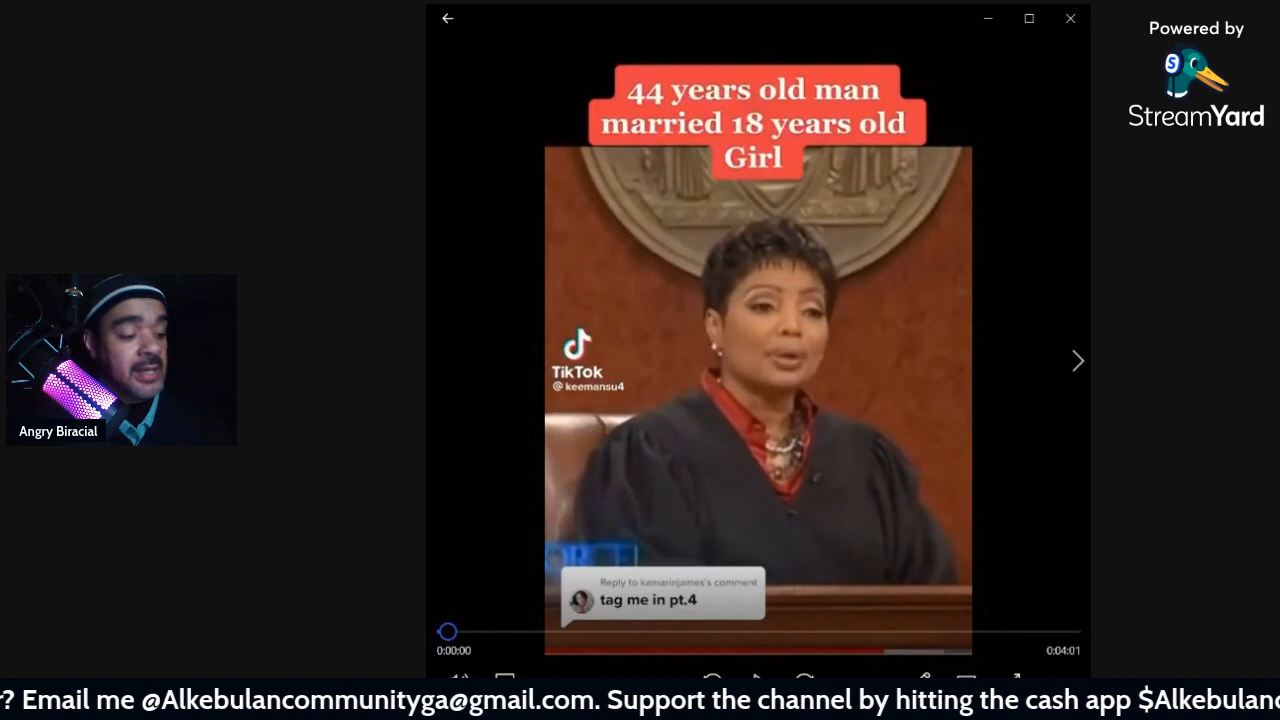 Powered by
StreamYard
44 years old man
married 18 years old
Girl
TikTok
@keemansu4
Angry Biracial
Reply to kamarinjames's comment
tag me in pt.4
0:00:00
0:04:01
? Email me @Alkebulancommunityga@gmail.com. Support the channel by hitting the cash app $Alkebulan